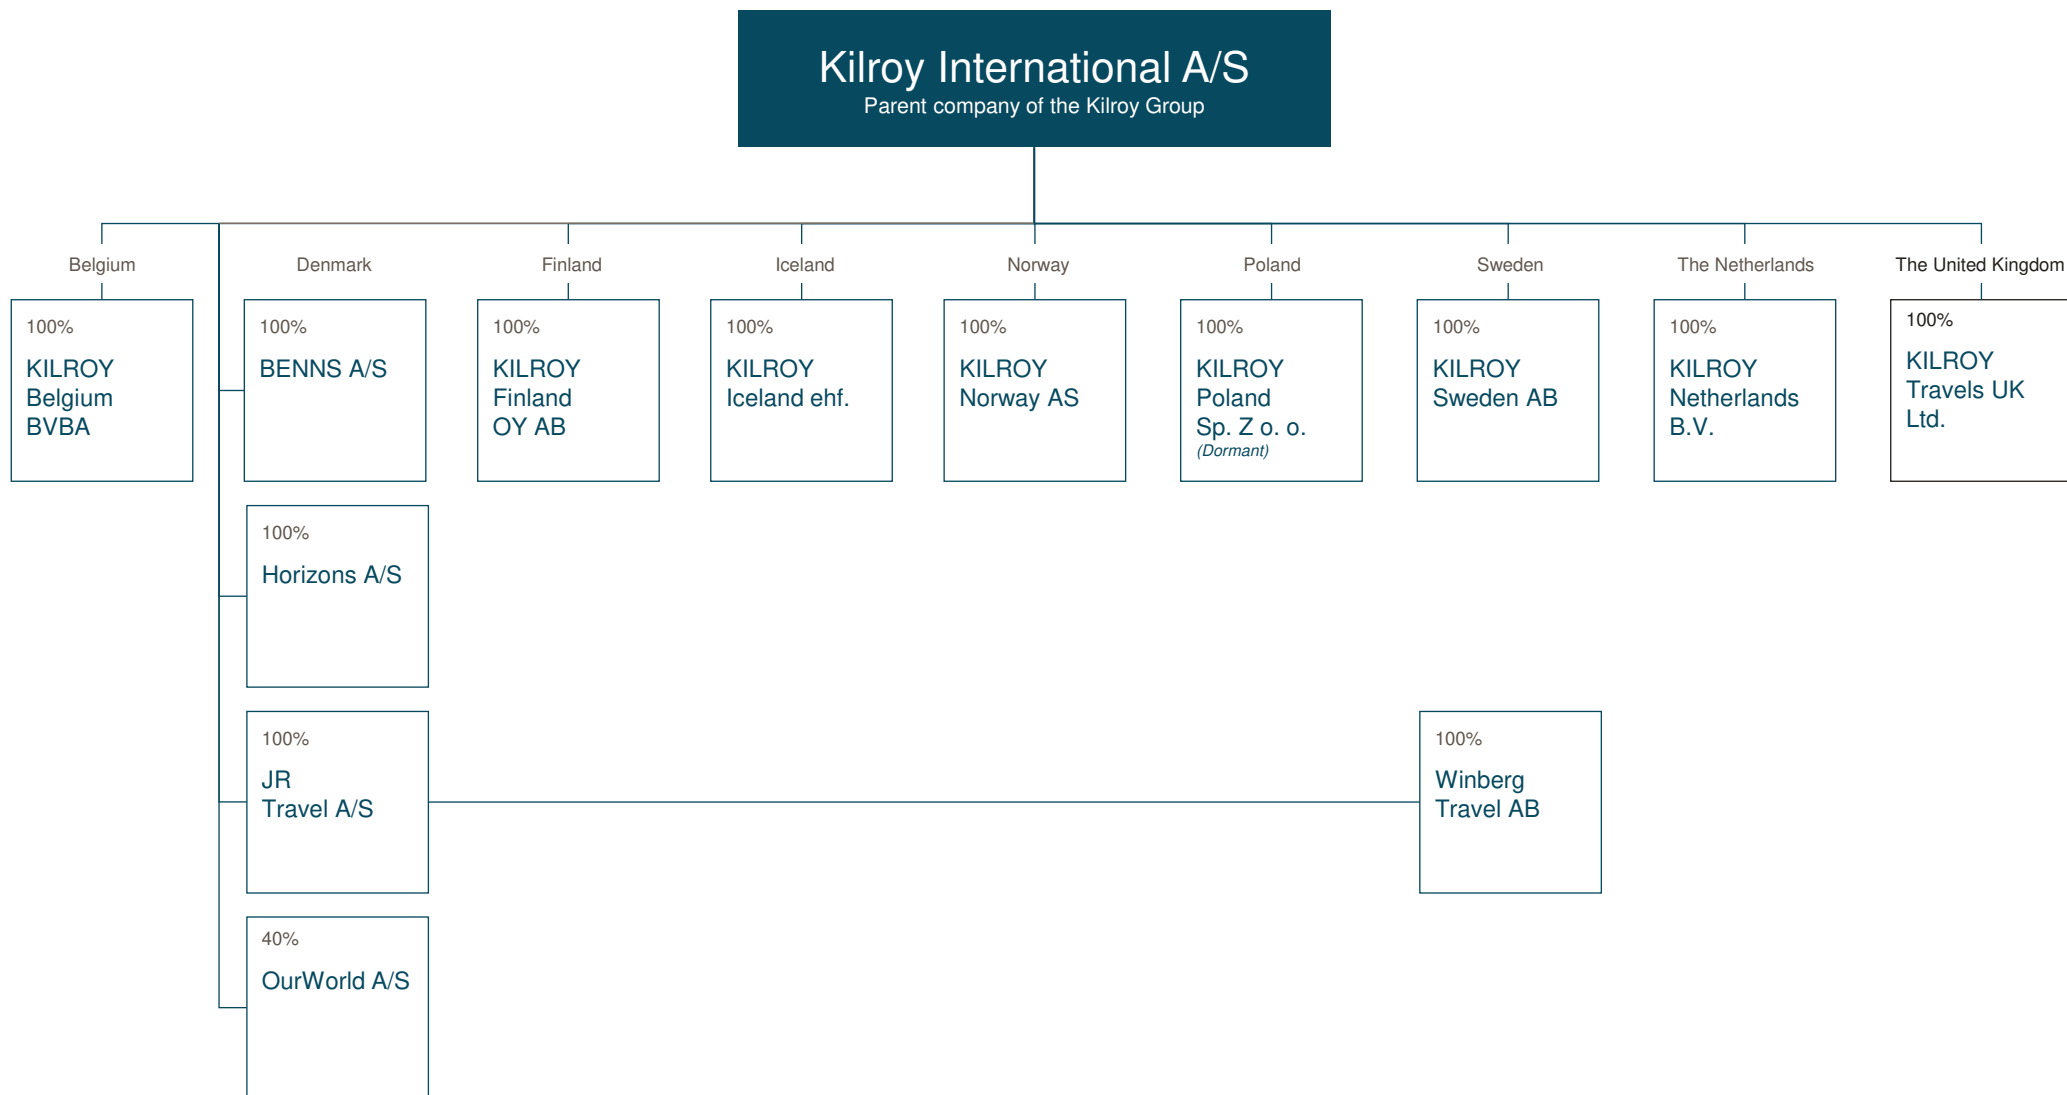 Kilroy International A/S
Parent company of the Kilroy Group
Belgium
Denmark
Finland
Iceland
Norway
Poland
Sweden
The Netherlands
The United Kingdom
100%
KILROY
Belgium
BVBA
100%
BENNS A/S
100%
KILROY
Finland
OY AB
100%
KILROY
Iceland ehf.
100%
KILROY
Norway AS
100%
KILROY
Poland
Sp. Z o. o.
(Dormant)
100%
KILROY
Sweden AB
100%
KILROY
Netherlands
B.V.
100%
KILROY
Travels UK
Ltd.
100%
Horizons A/S
100%
JR
Travel A/S
100%
Winberg
Travel AB
40%
OurWorld A/S